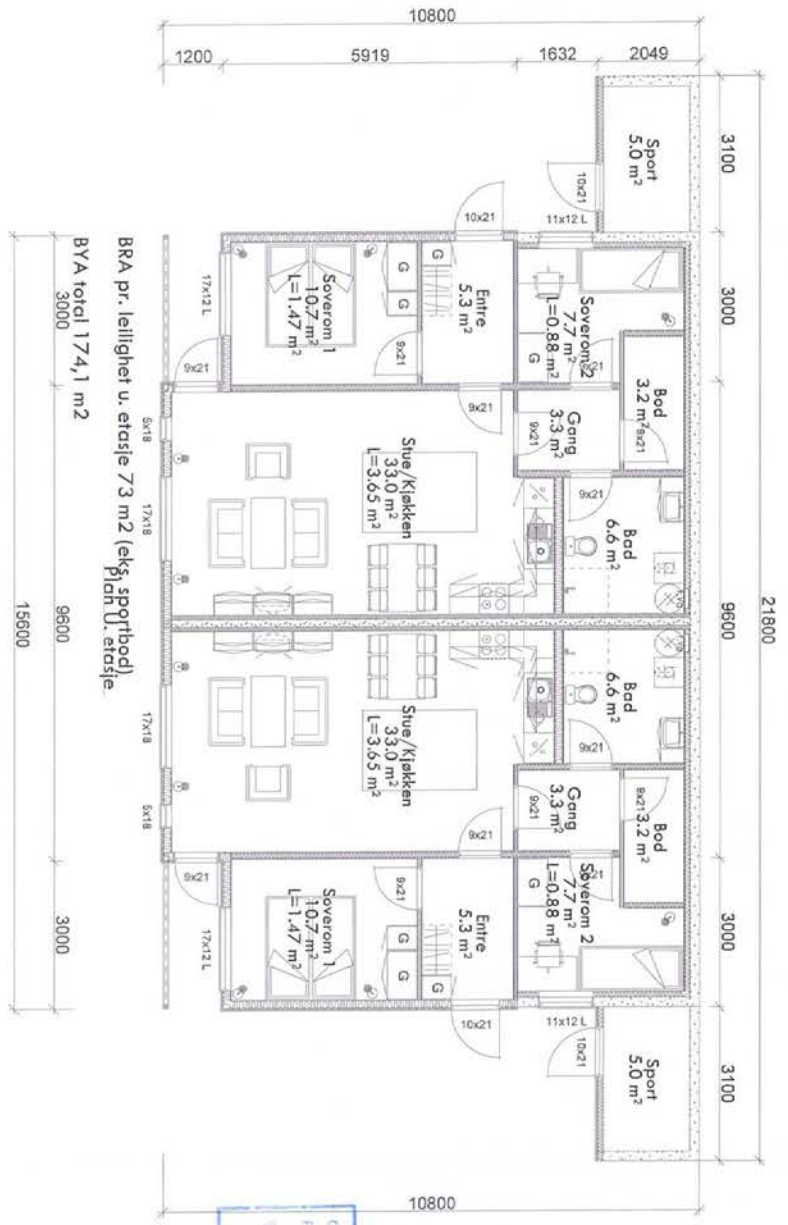 10800
1200
5919
1632
2049
21800
3100
3000
9600
3000
3100
Sport
5.0 m²
10x21
11x12 L
10x21
Soverom 2
7.7 m²
L=0.88 m²
G
9x21
Bod
3.2 m²
9x21
Entre
5.3 m²
G
Soverom 1
10.7 m²
L=1.47 m²
G
G
9x21
17x12 L
9x21
Gang
3.3 m²
9x21
9x21
Bad
6.6 m²
9x21
Stue/Kjøkken
33.0 m²
L=3.65 m²
5x18
17x18
Bad
6.6 m²
9x21
Stue/Kjøkken
33.0 m²
L=3.65 m²
17x18
5x18
Gang
3.3 m²
9x21
9x21
Bod
3.2 m²
9x21
Soverom 2
7.7 m²
L=0.88 m²
G
9x21
Entre
5.3 m²
G
Soverom 1
10.7 m²
L=1.47 m²
G
G
9x21
9x21
17x12 L
10x21
11x12 L
10x21
Sport
5.0 m²
3000
9600
3000
15600
10800
Plan U. etasje
BRA pr. leilighet u. etasje 73 m2 (eks. sportbod)
BYA total 174,1 m2